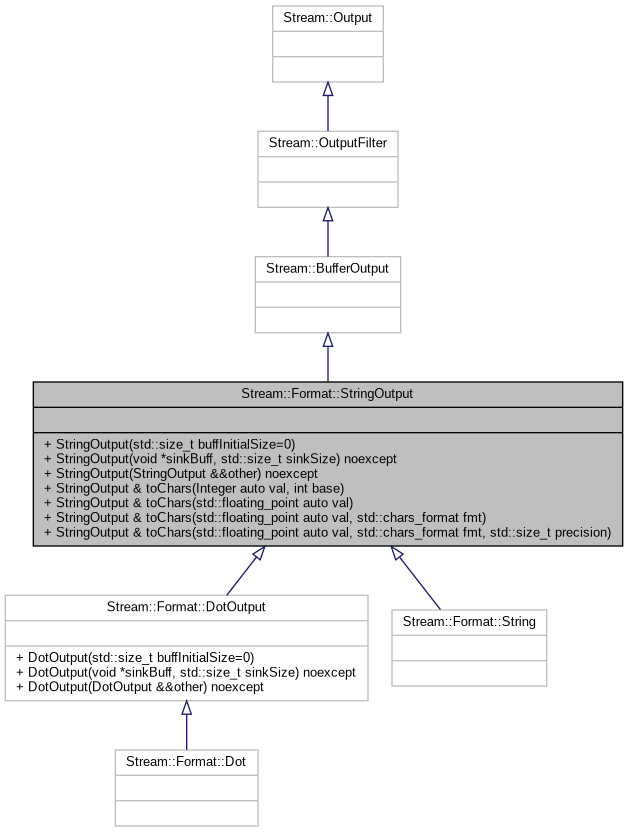 Stream::Output
Stream::OutputFilter
Stream::BufferOutput
Stream::Format::StringOutput
+ StringOutput(std::size_t buffInitialSize=0)
+ StringOutput(void *sinkBuff, std::size_t sinkSize) noexcept
+ StringOutput(StringOutput &&other) noexcept
+ StringOutput & toChars(Integer auto val, int base)
+ StringOutput & toChars(std::floating_point auto val)
+ StringOutput & toChars(std::floating_point auto val, std::chars_format fmt)
+ StringOutput & toChars(std::floating_point auto val, std::chars_format fmt, std::size_t precision)
Stream::Format::DotOutput
+ DotOutput(std::size_t buffInitialSize=0)
+ DotOutput(void *sinkBuff, std::size_t sinkSize) noexcept
+ DotOutput(DotOutput &&other) noexcept
Stream::Format::String
Stream::Format::Dot